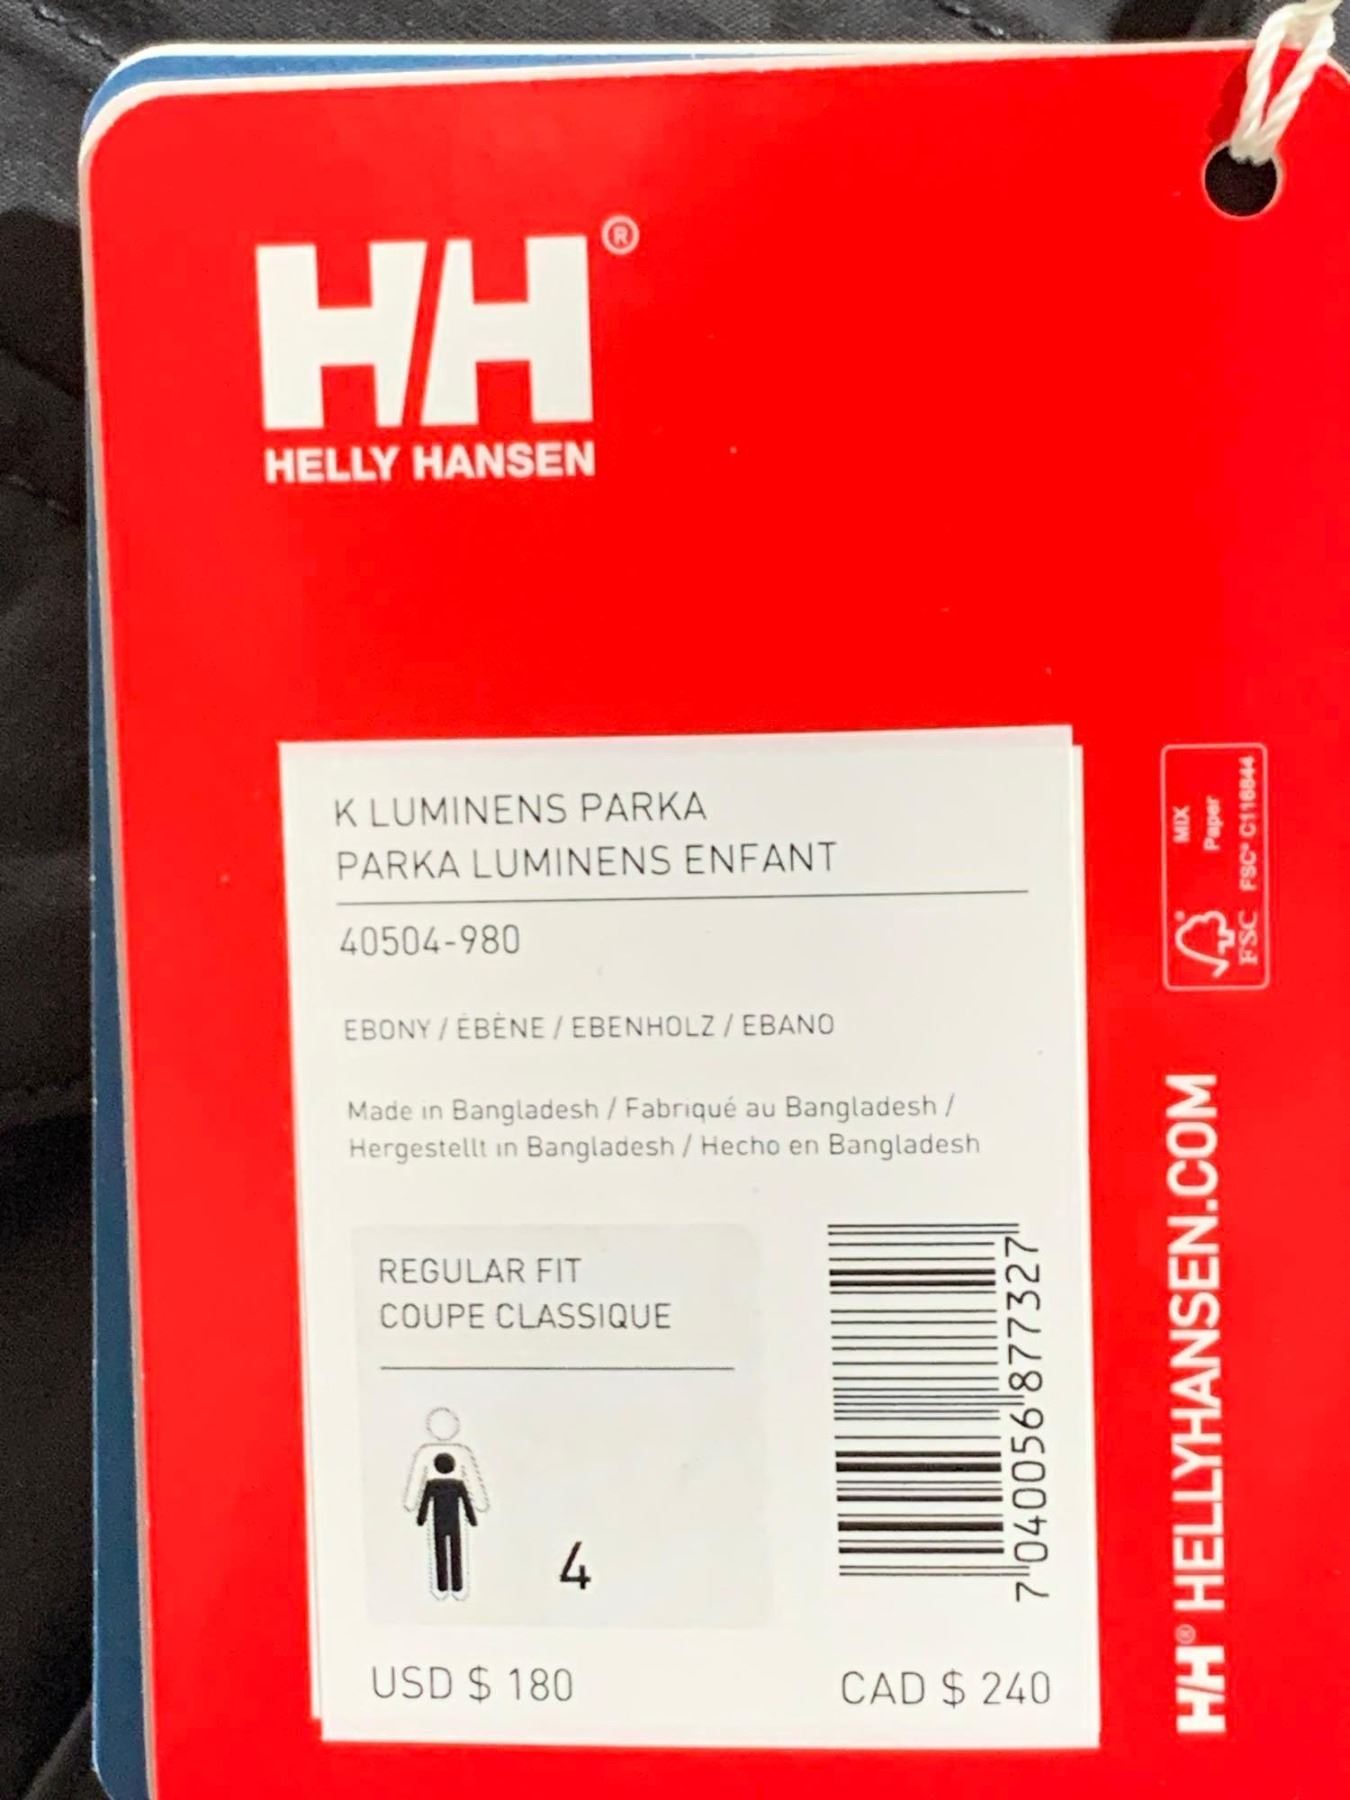 HH®
HELLY HANSEN
K LUMINENS PARKA
PARKA LUMINENS ENFANT
40504-980
EBONY / ÉBÈNE / EBENHOLZ / EBANO
Made in Bangladesh / Fabriqué au Bangladesh /
Hergestellt in Bangladesh / Hecho en Bangladesh
REGULAR FIT
COUPE CLASSIQUE
4
7040056877327
USD $ 180
CAD $ 240
MIX
Paper
FSC® C116844
FSC
HH® HELLYHANSEN.COM